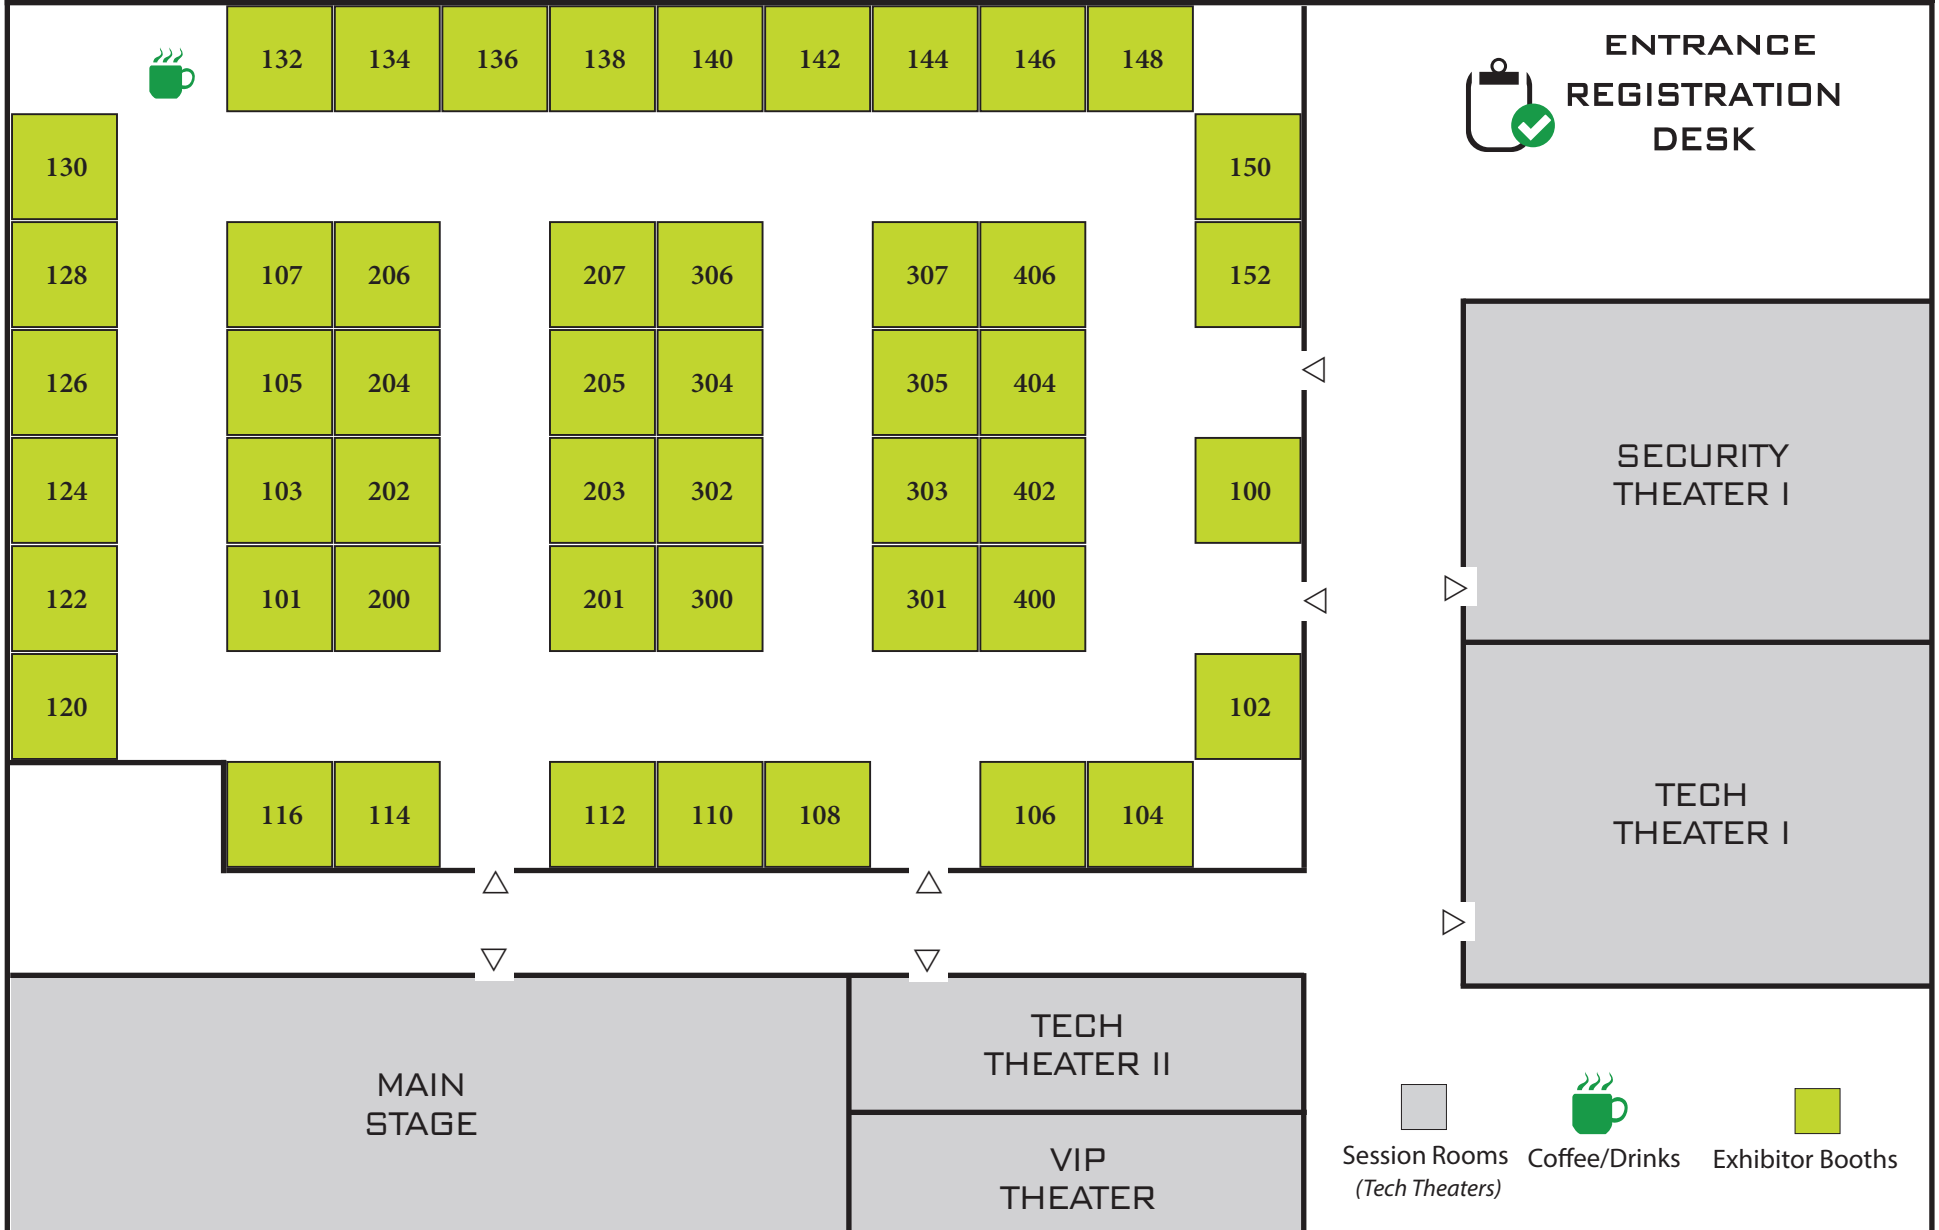 132 134 136 138 140 142 144 146 148
ENTRANCE
REGISTRATION
DESK
130 150
128 107 206 207 306 307 406 152
126 105 204 205 304 305 404
124 103 202 203 302 303 402 100
122 101 200 201 300 301 400
120 102
116 114 112 110 108 106 104
SECURITY
THEATER I
TECH
THEATER I
MAIN
STAGE
TECH
THEATER II
VIP
THEATER
Session Rooms
(Tech Theaters)
Coffee/Drinks
Exhibitor Booths